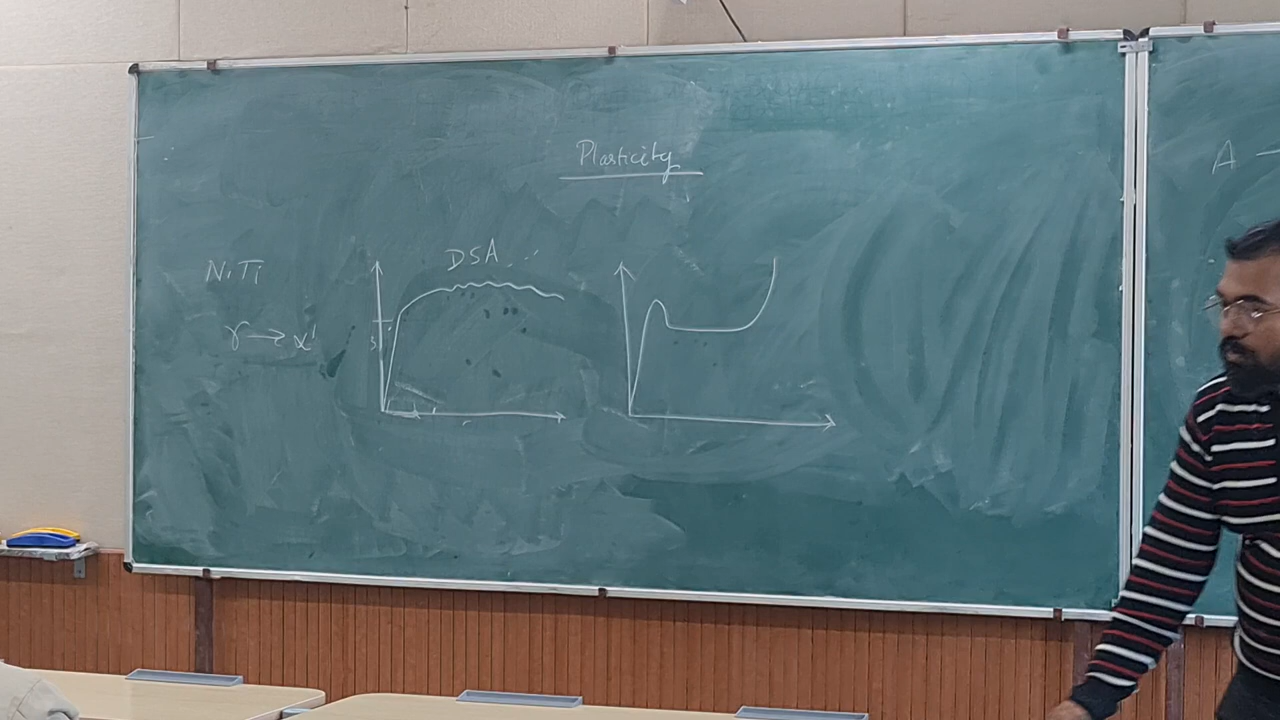 Plasticity
DSA...
NiTi
γ → α'
A